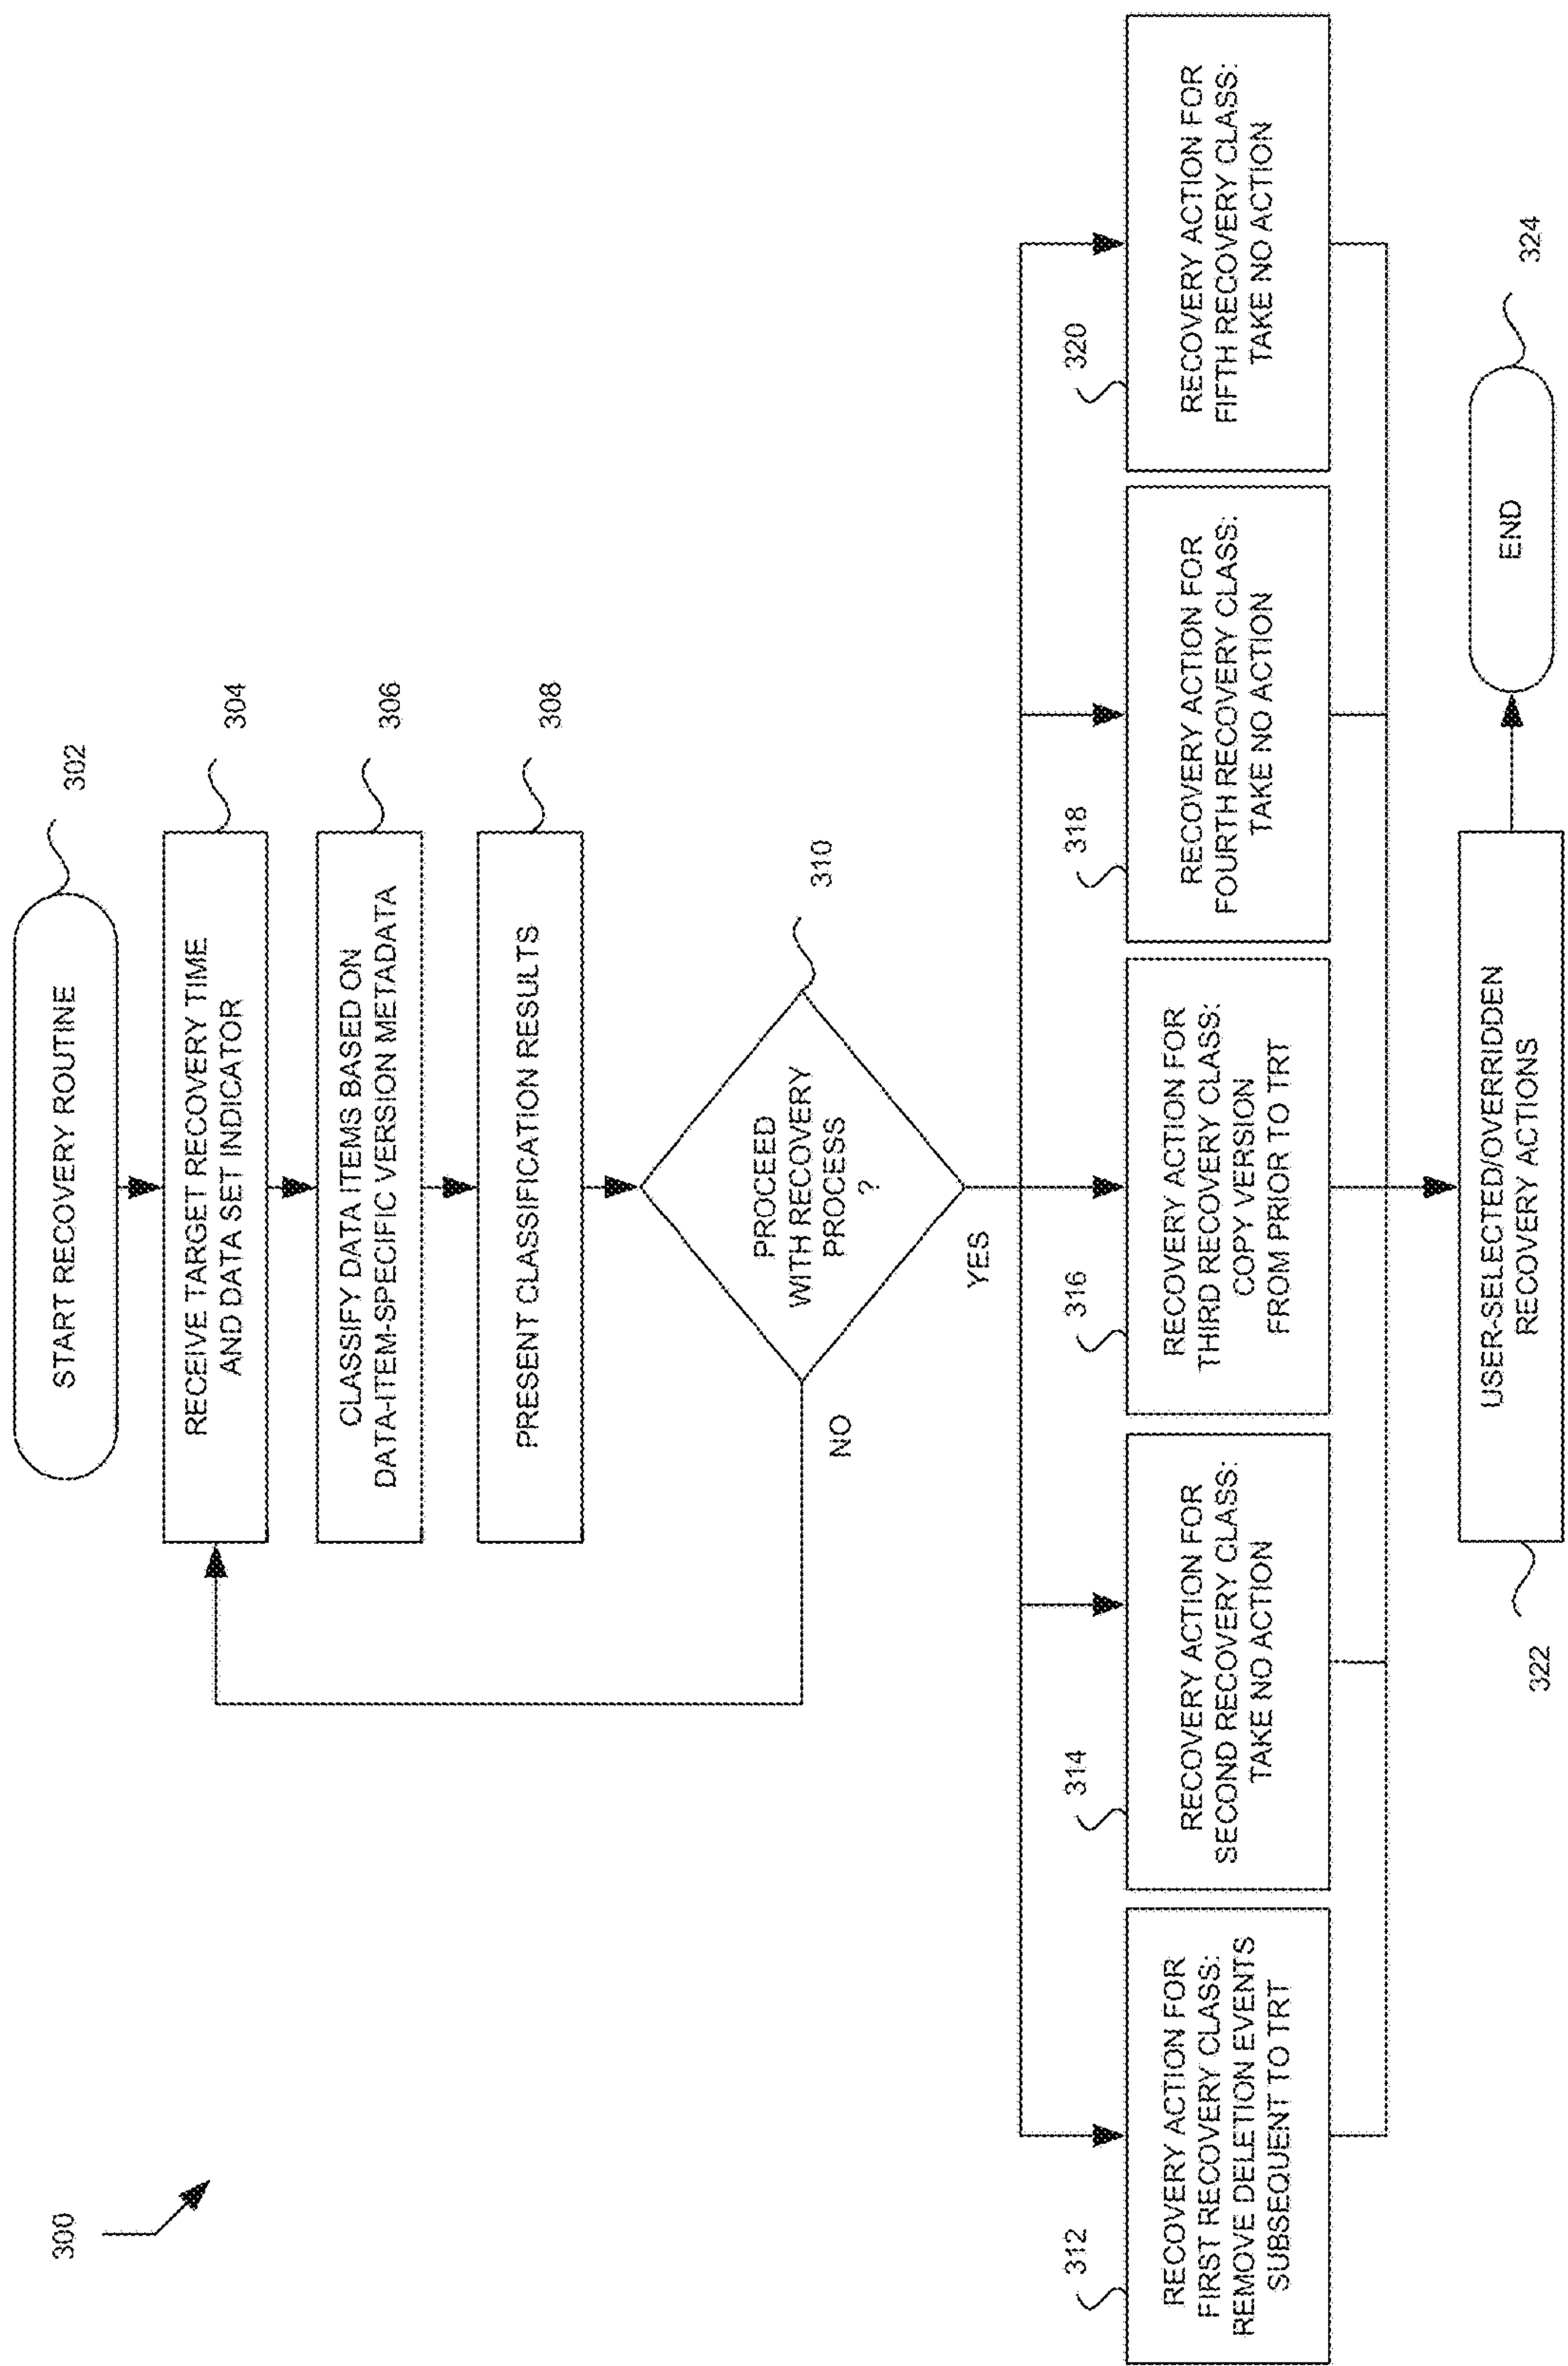 300
START RECOVERY ROUTINE
302
RECEIVE TARGET RECOVERY TIME
AND DATA SET INDICATOR
304
CLASSIFY DATA ITEMS BASED ON
DATA-ITEM-SPECIFIC VERSION METADATA
306
PRESENT CLASSIFICATION RESULTS
308
PROCEED
WITH RECOVERY
PROCESS
?
310
NO
YES
312
RECOVERY ACTION FOR
FIRST RECOVERY CLASS:
REMOVE DELETION EVENTS
SUBSEQUENT TO TRT
314
RECOVERY ACTION FOR
SECOND RECOVERY CLASS:
TAKE NO ACTION
316
RECOVERY ACTION FOR
THIRD RECOVERY CLASS:
COPY VERSION
FROM PRIOR TO TRT
318
RECOVERY ACTION FOR
FOURTH RECOVERY CLASS:
TAKE NO ACTION
320
RECOVERY ACTION FOR
FIFTH RECOVERY CLASS:
TAKE NO ACTION
322
USER-SELECTED/OVERRIDDEN
RECOVERY ACTIONS
END
324